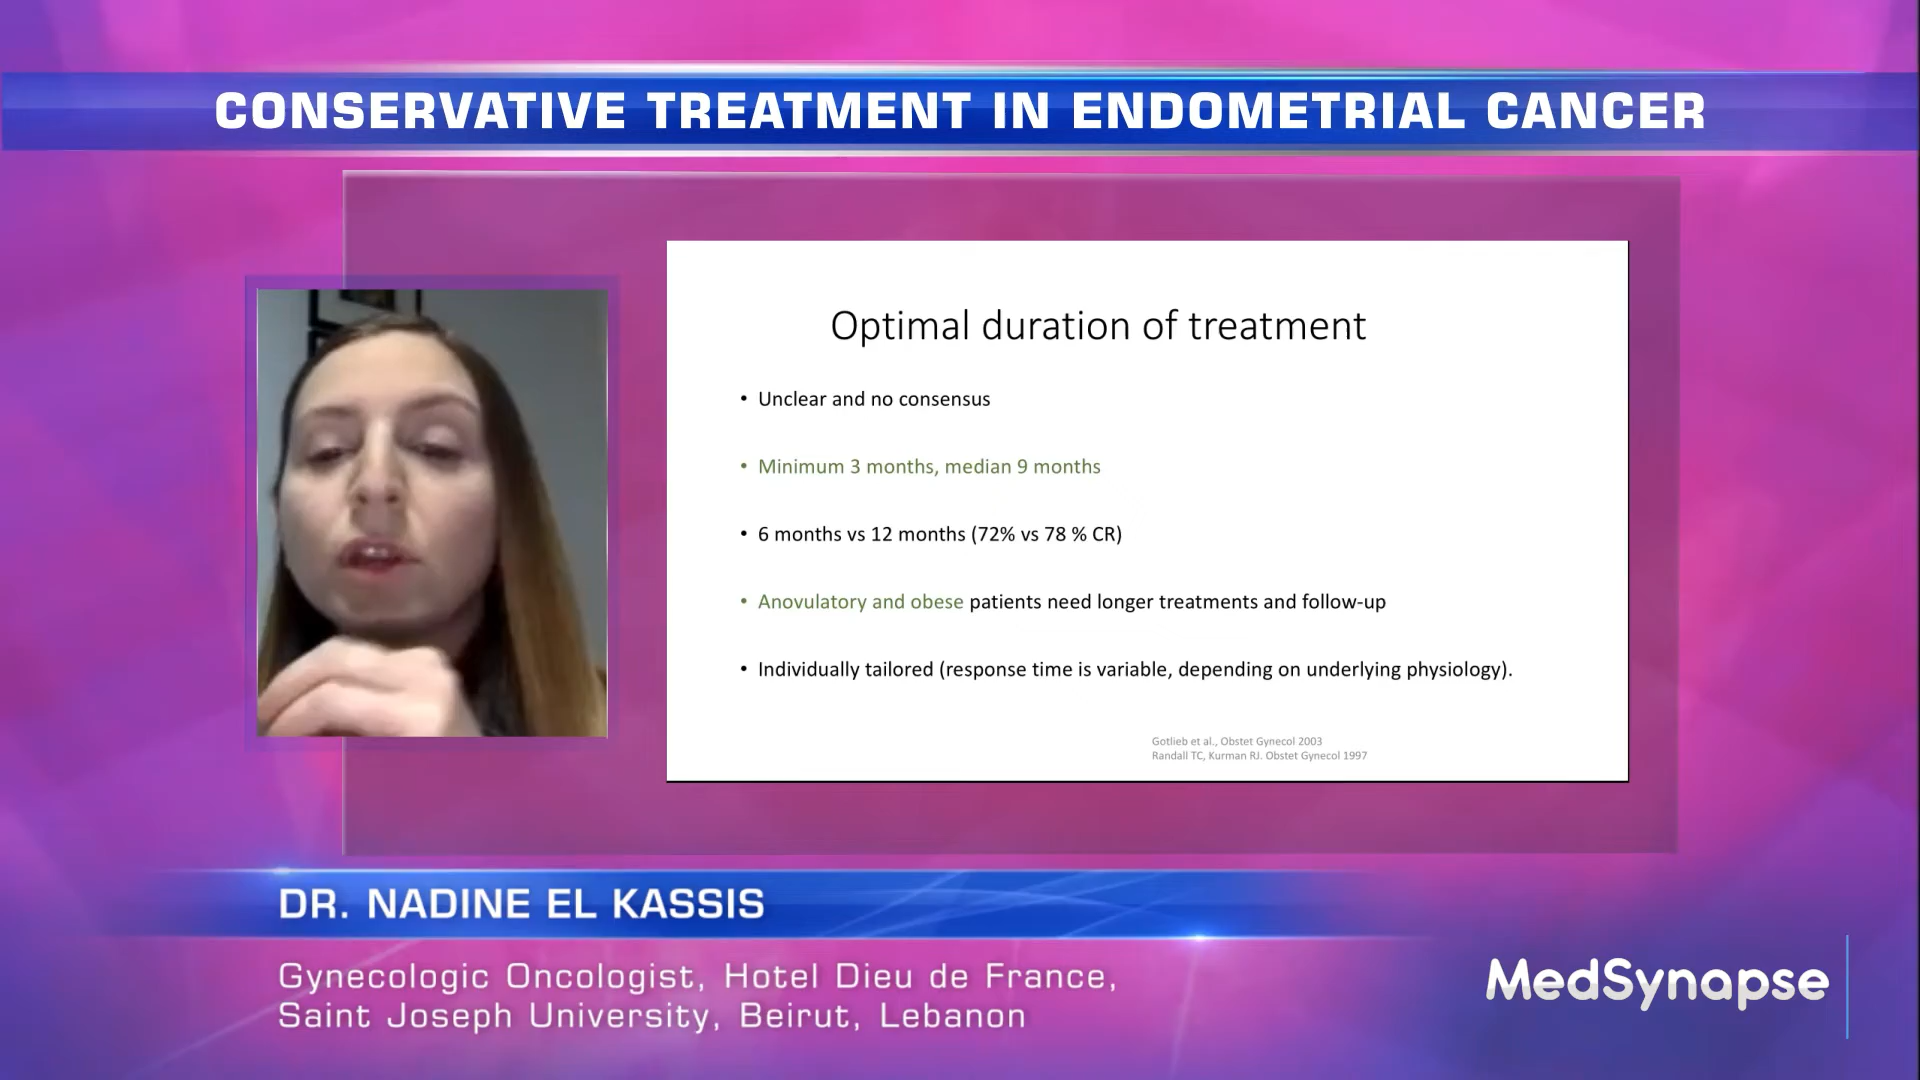 CONSERVATIVE TREATMENT IN ENDOMETRIAL CANCER
Optimal duration of treatment
• Unclear and no consensus
• Minimum 3 months, median 9 months
• 6 months vs 12 months (72% vs 78 % CR)
• Anovulatory and obese patients need longer treatments and follow-up
• Individually tailored (response time is variable, depending on underlying physiology).
Gotlieb et al., Obstet Gynecol 2003
Randall TC, Kurman RJ. Obstet Gynecol 1997
DR. NADINE EL KASSIS
Gynecologic Oncologist, Hotel Dieu de France,
Saint Joseph University, Beirut, Lebanon
MedSynapse